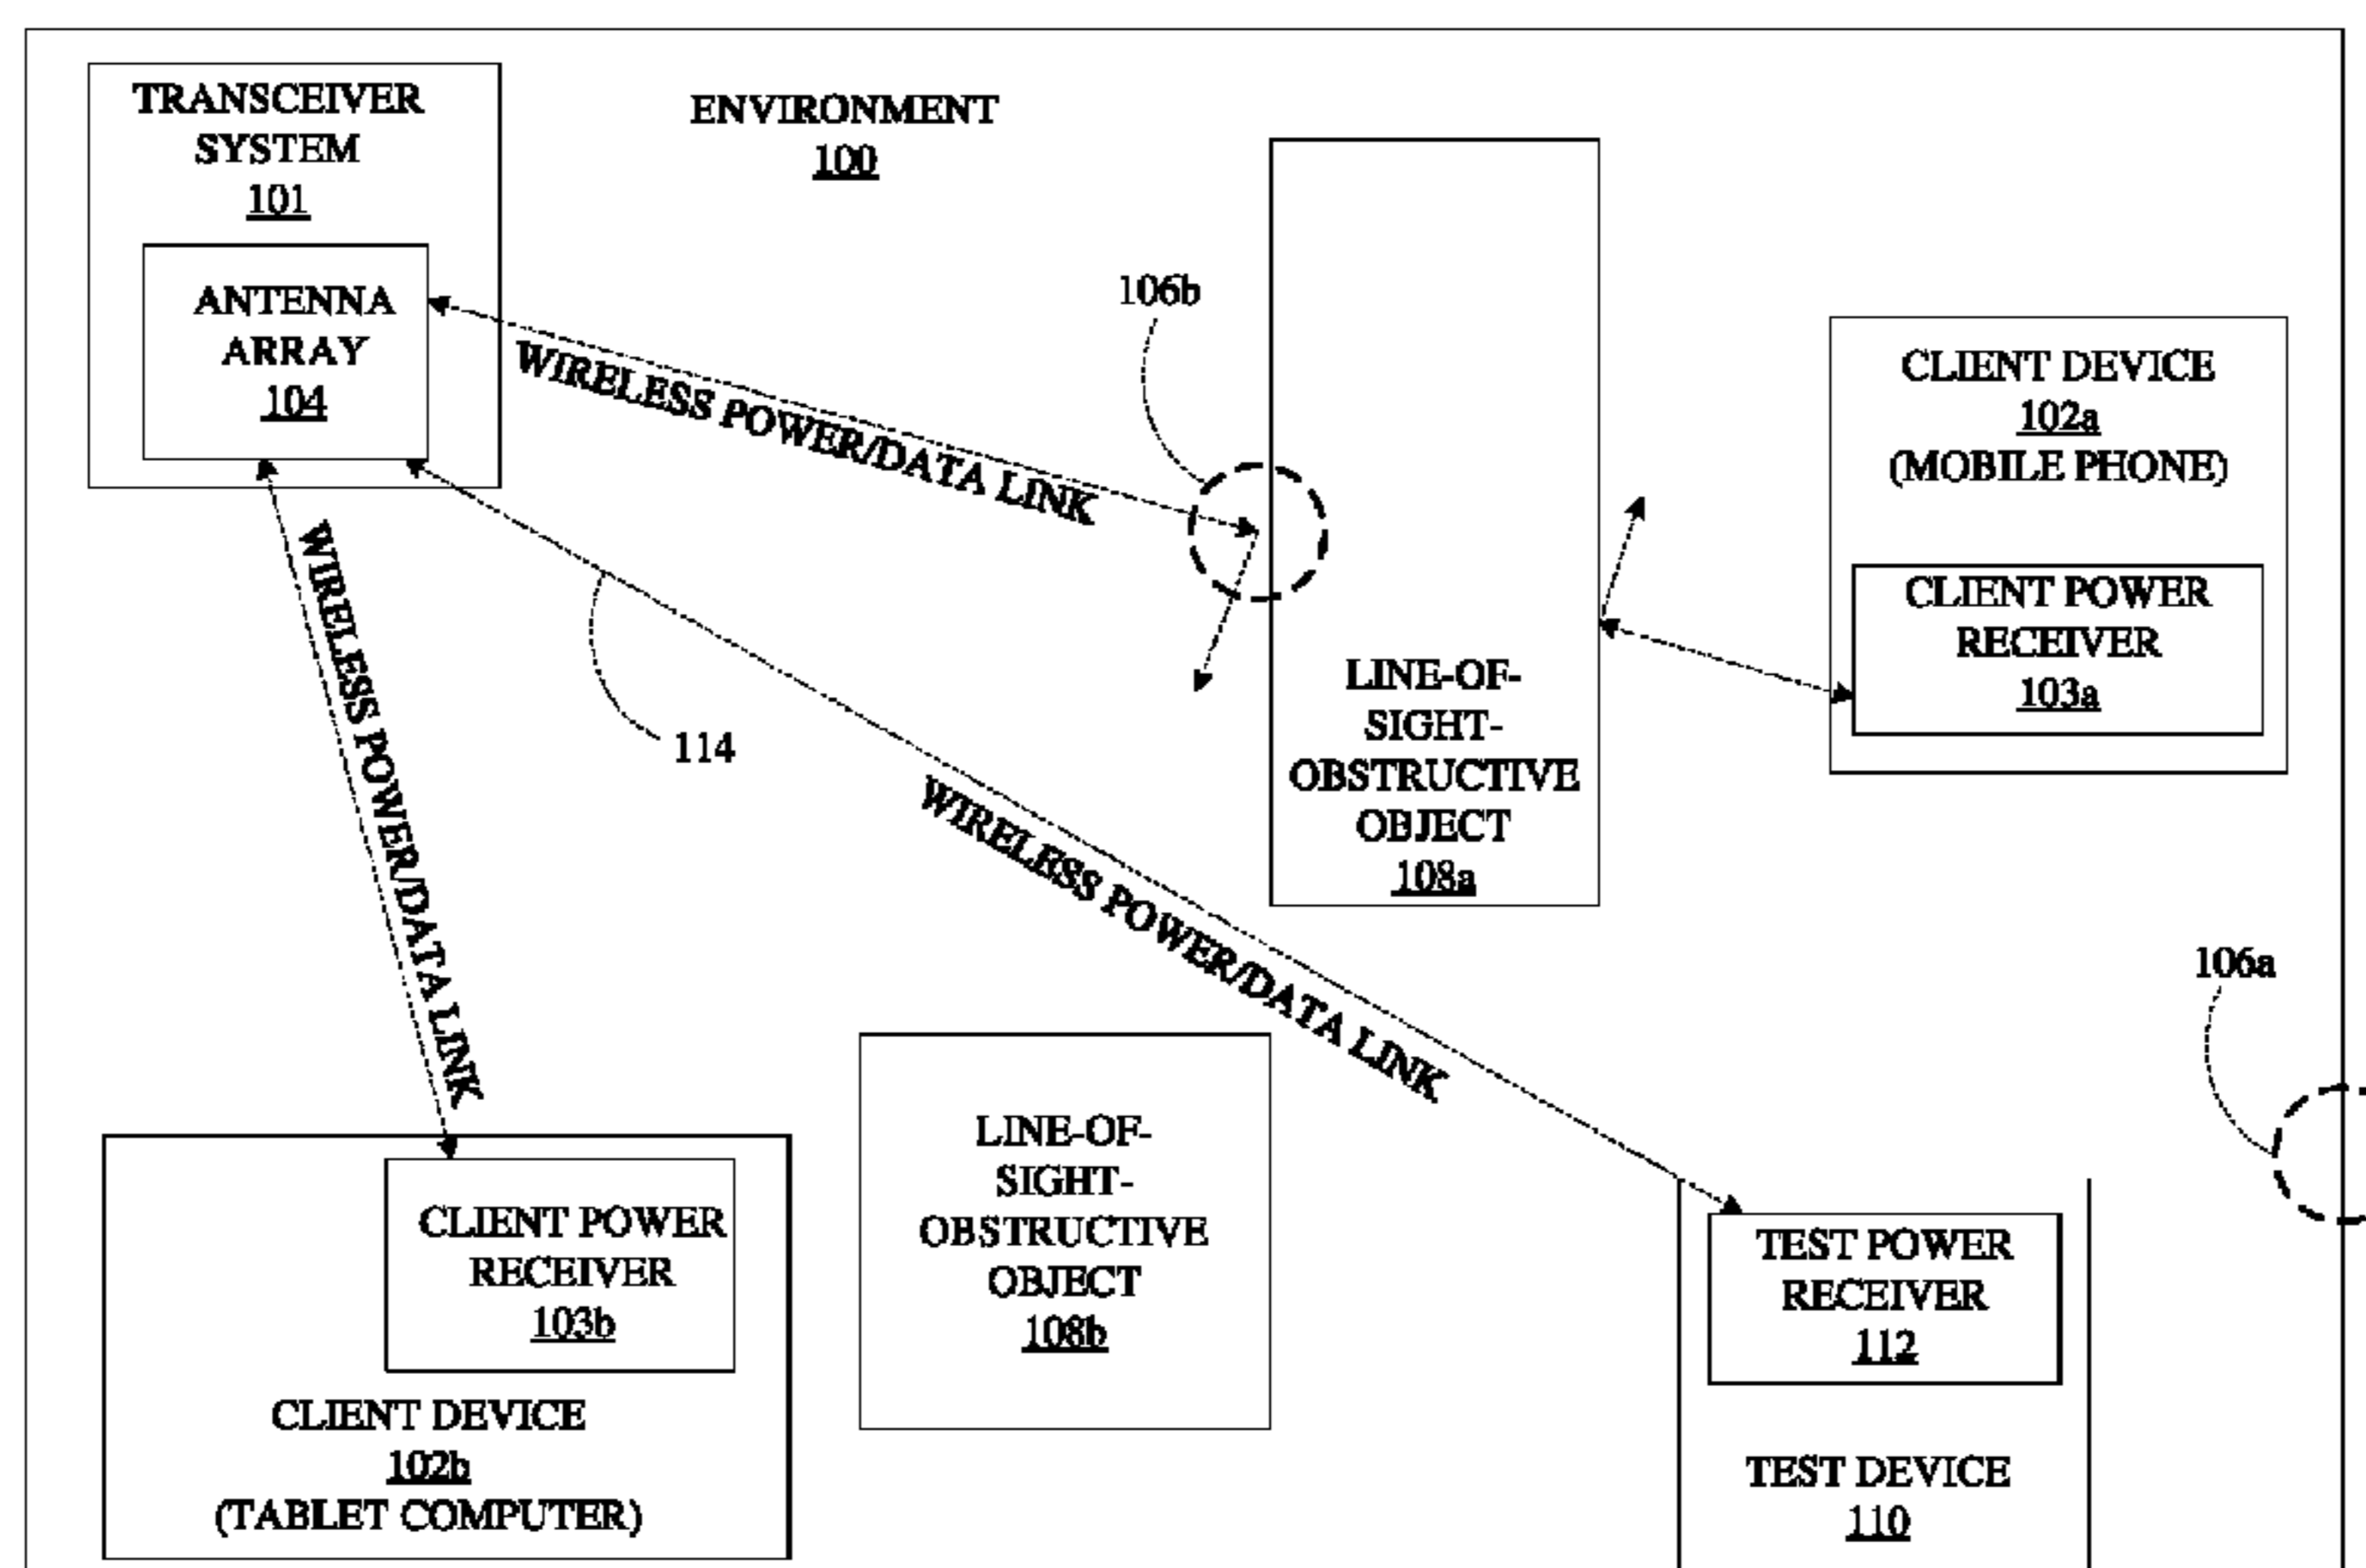 TRANSCEIVER
SYSTEM
101
ANTENNA
ARRAY
104
ENVIRONMENT
100
106b
WIRELESS POWER/DATA LINK
LINE-OF-
SIGHT-
OBSTRUCTIVE
OBJECT
108a
CLIENT DEVICE
102a
(MOBILE PHONE)
CLIENT POWER
RECEIVER
103a
WIRELESS POWER/DATA LINK
114
WIRELESS POWER/DATA LINK
106a
CLIENT POWER
RECEIVER
103b
CLIENT DEVICE
102b
(TABLET COMPUTER)
LINE-OF-
SIGHT-
OBSTRUCTIVE
OBJECT
108b
TEST POWER
RECEIVER
112
TEST DEVICE
110